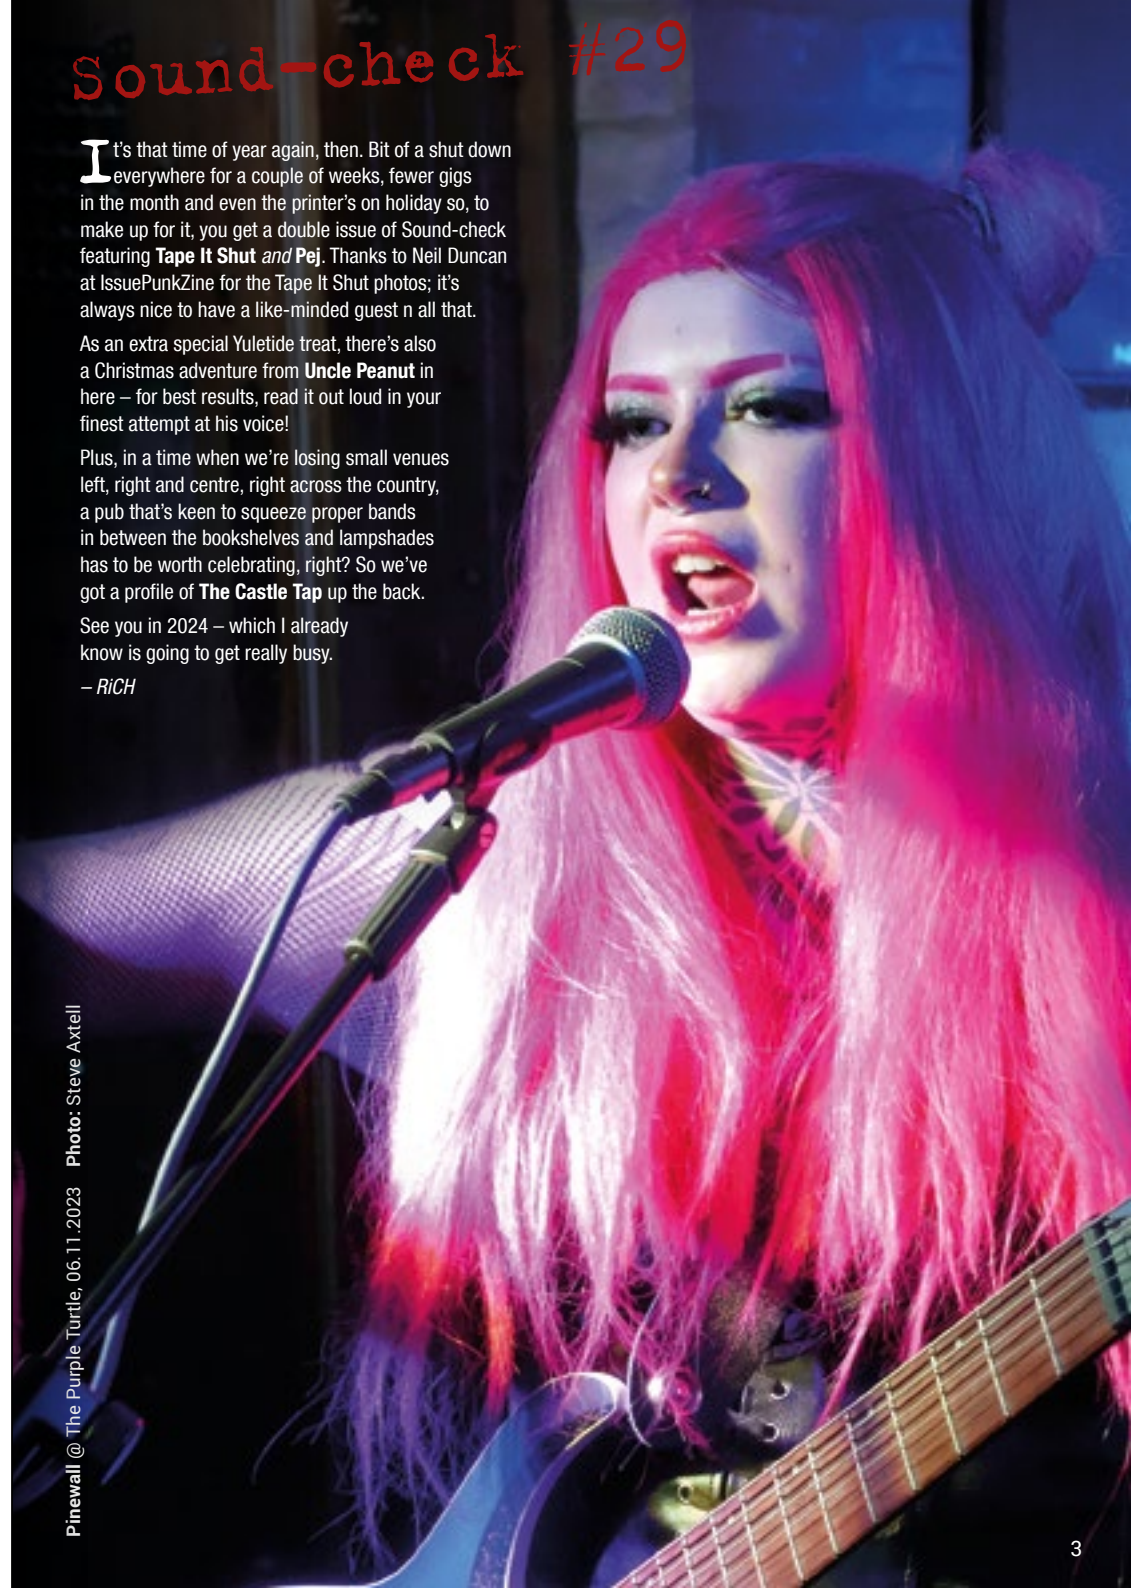 Sound-check #29
It's that time of year again, then. Bit of a shut down
everywhere for a couple of weeks, fewer gigs
in the month and even the printer's on holiday so, to
make up for it, you get a double issue of Sound-check
featuring Tape It Shut and Pej. Thanks to Neil Duncan
at IssuePunkZine for the Tape It Shut photos; it's
always nice to have a like-minded guest n all that.
As an extra special Yuletide treat, there's also
a Christmas adventure from Uncle Peanut in
here – for best results, read it out loud in your
finest attempt at his voice!
Plus, in a time when we're losing small venues
left, right and centre, right across the country,
a pub that's keen to squeeze proper bands
in between the bookshelves and lampshades
has to be worth celebrating, right? So we've
got a profile of The Castle Tap up the back.
See you in 2024 – which I already
know is going to get really busy.
– RiCH
Pinewall @ The Purple Turtle, 06.11.2023 Photo: Steve Axtell
3